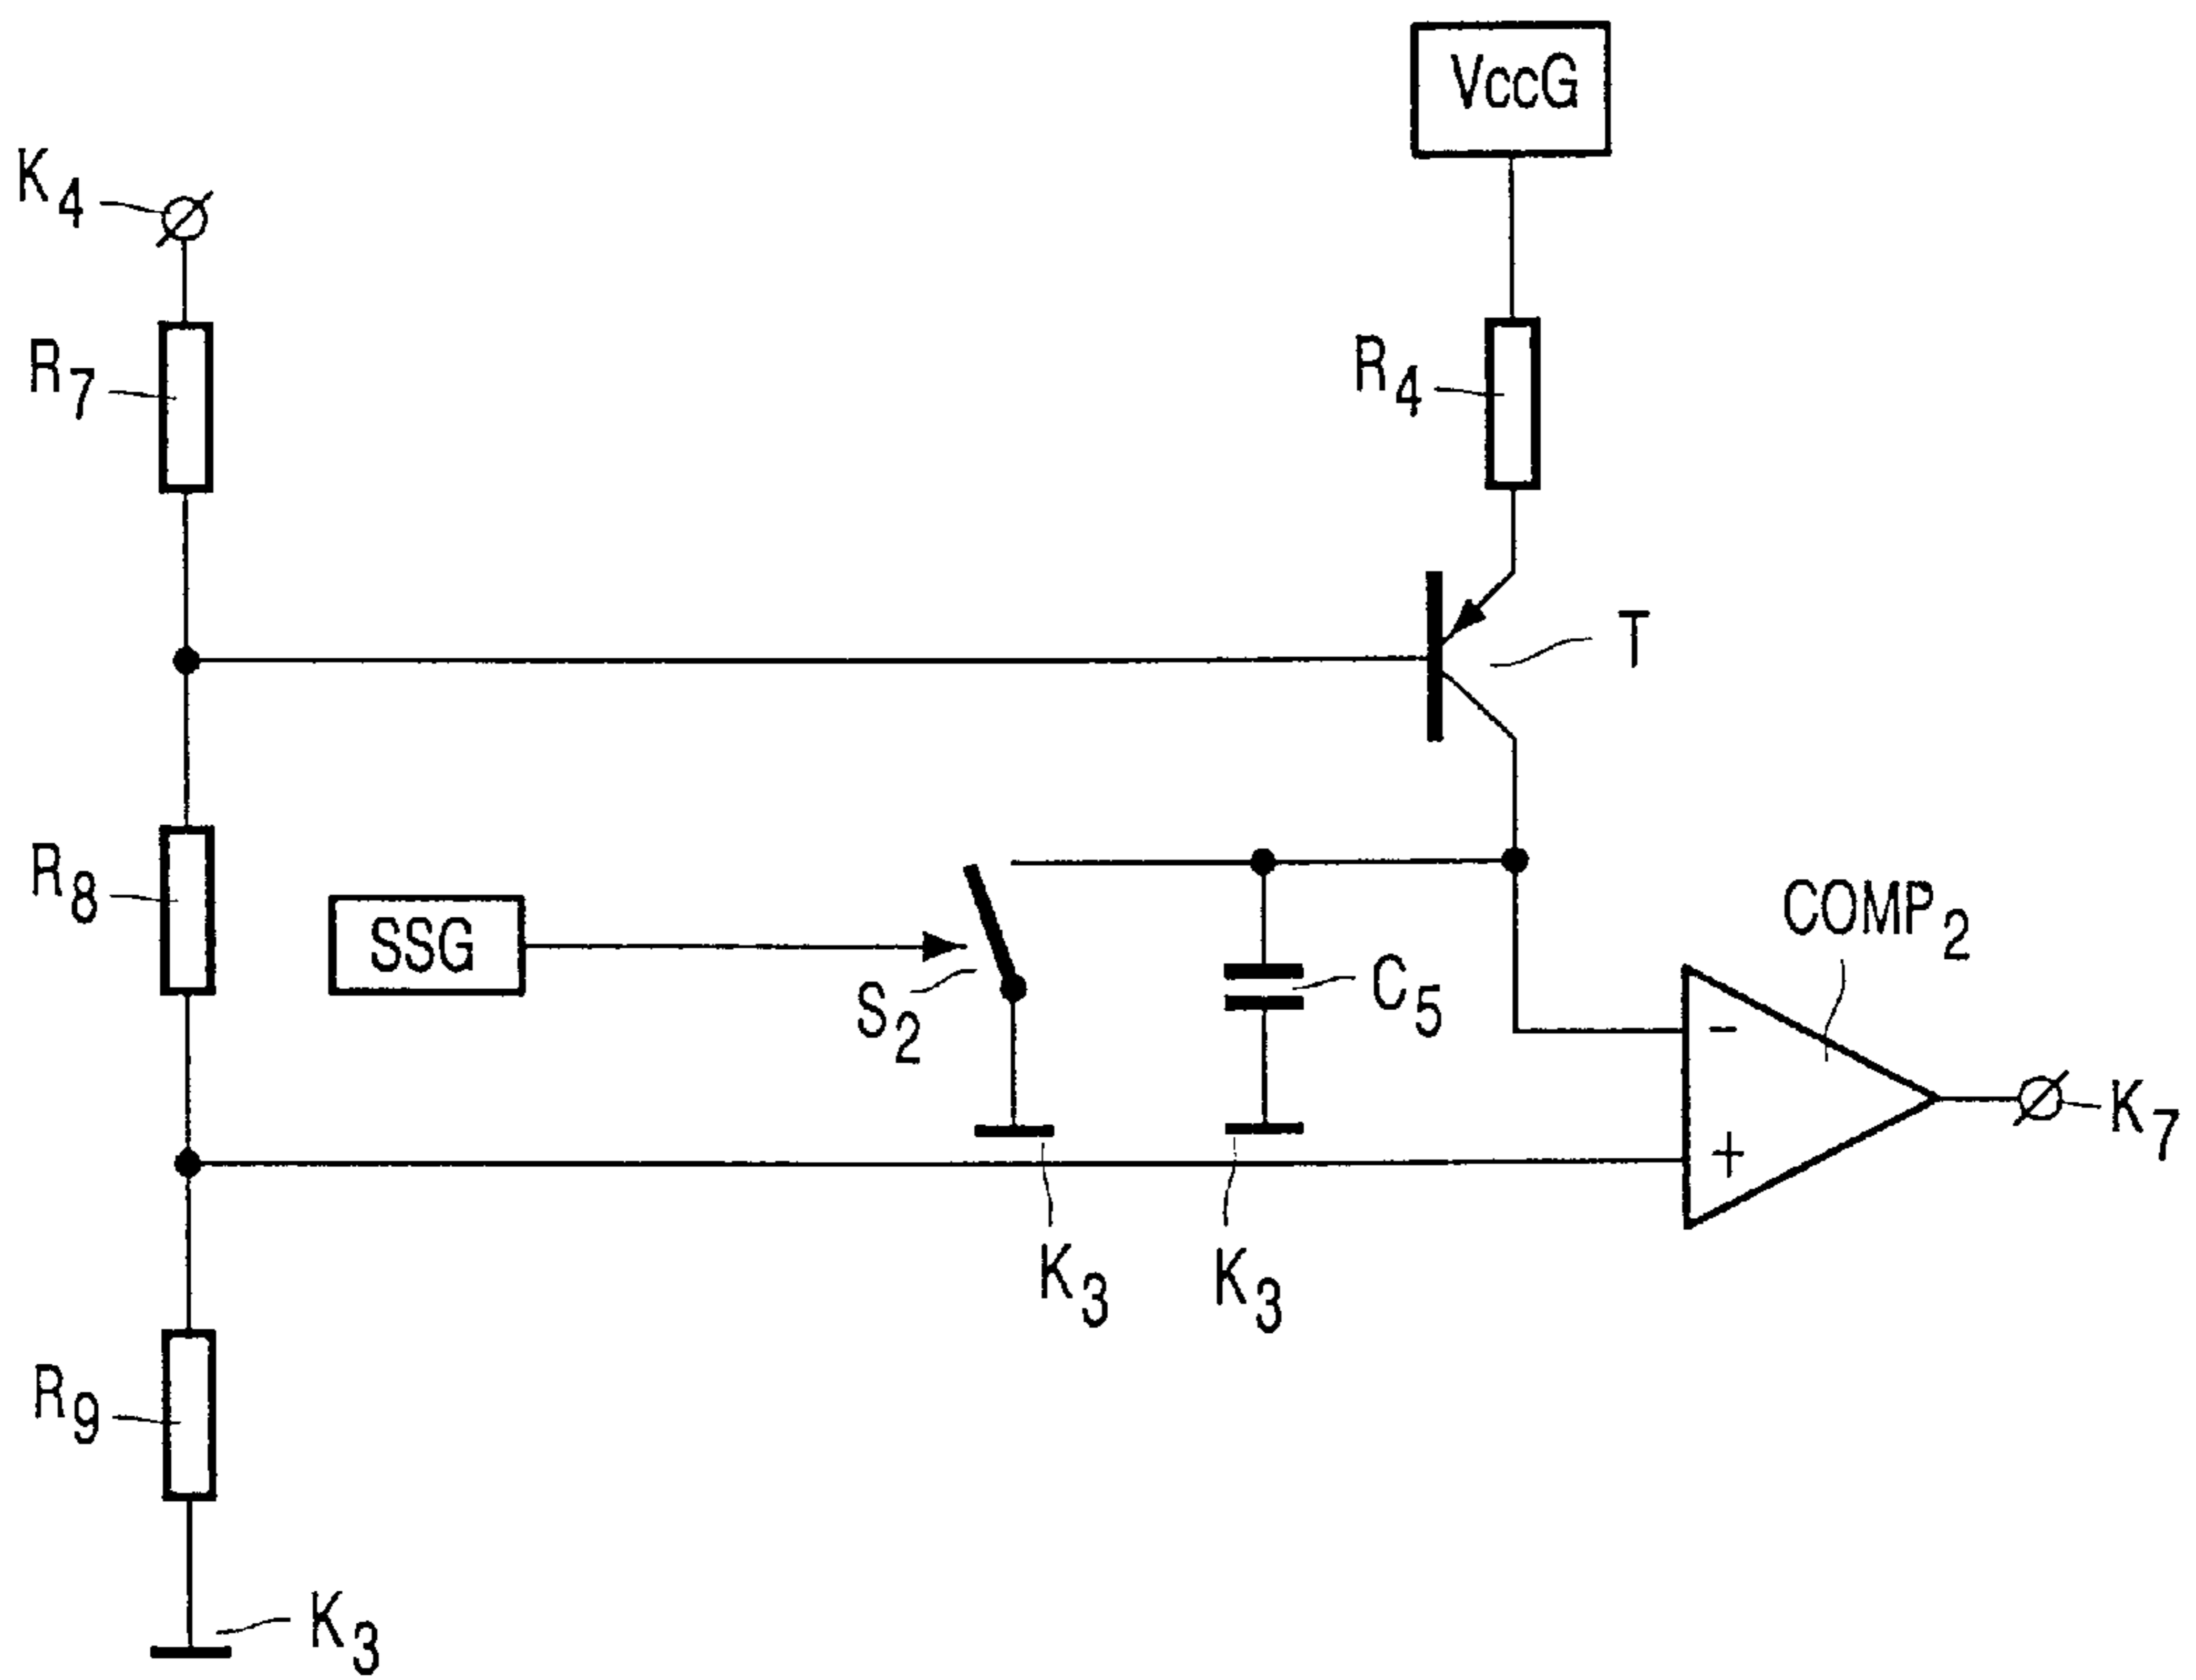 VccG
K4
R7
R4
T
R8
SSG
S2
C5
COMP2
-
+
K7
K3
K3
R9
K3